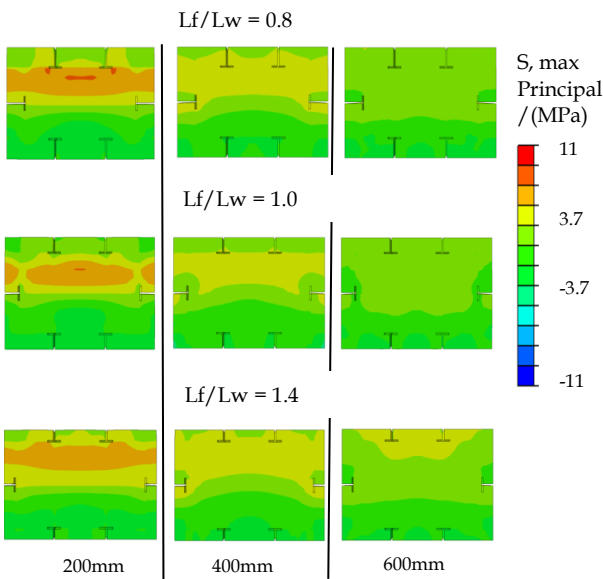 Lf/Lw = 0.8
S, max
Principal
/(MPa)
11
3.7
-3.7
-11
Lf/Lw = 1.0
Lf/Lw = 1.4
200mm
400mm
600mm